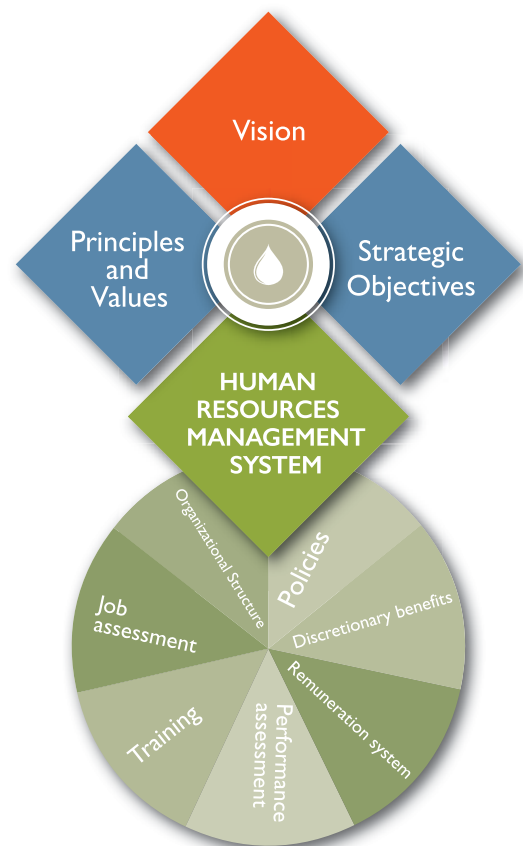 Vision
Principles
and
Values
Strategic
Objectives
HUMAN
RESOURCES
MANAGEMENT
SYSTEM
Organizational Structure
Policies
Job
assessment
Discretionary benefits
Training
Performance
assessment
Remuneration system